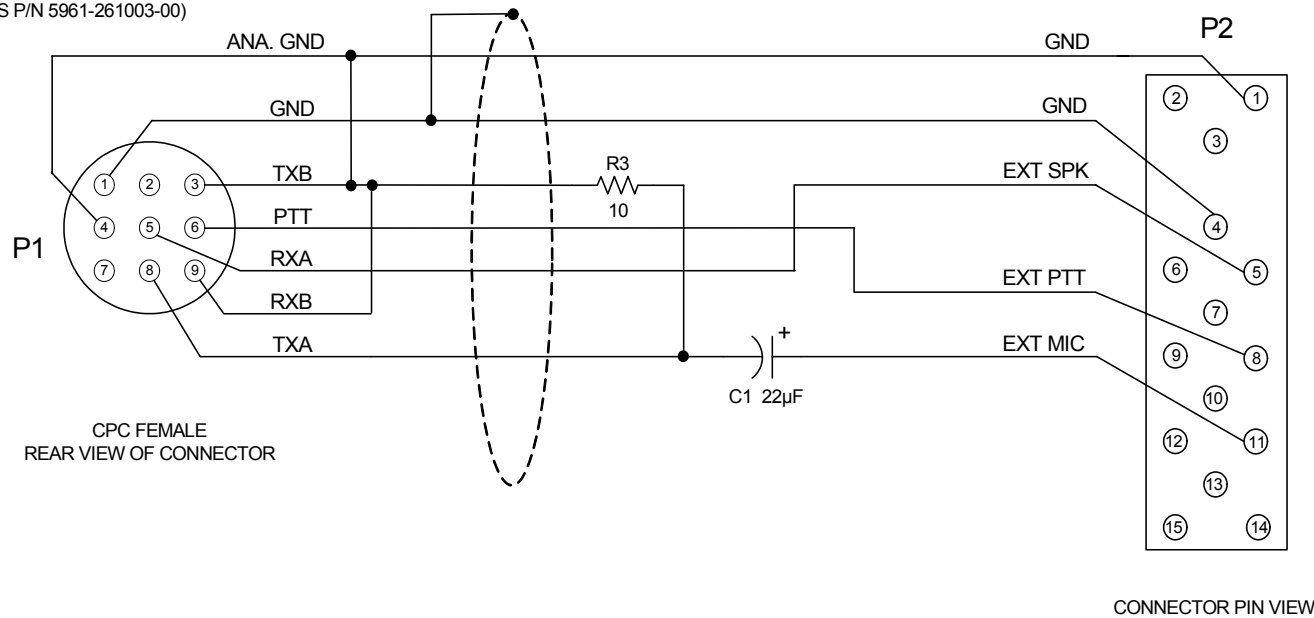 S P/N 5961-261003-00)
P2
ANA. GND
GND
GND
GND
TXB
R3
10
EXT SPK
PTT
P1
RXA
RXB
EXT PTT
TXA
+
C1 22µF
EXT MIC
1 2 3
4 5 6
7 8 9
2 1
3
4
6 5
7
9 8
10
12 11
13
15 14
CPC FEMALE
REAR VIEW OF CONNECTOR
CONNECTOR PIN VIEW